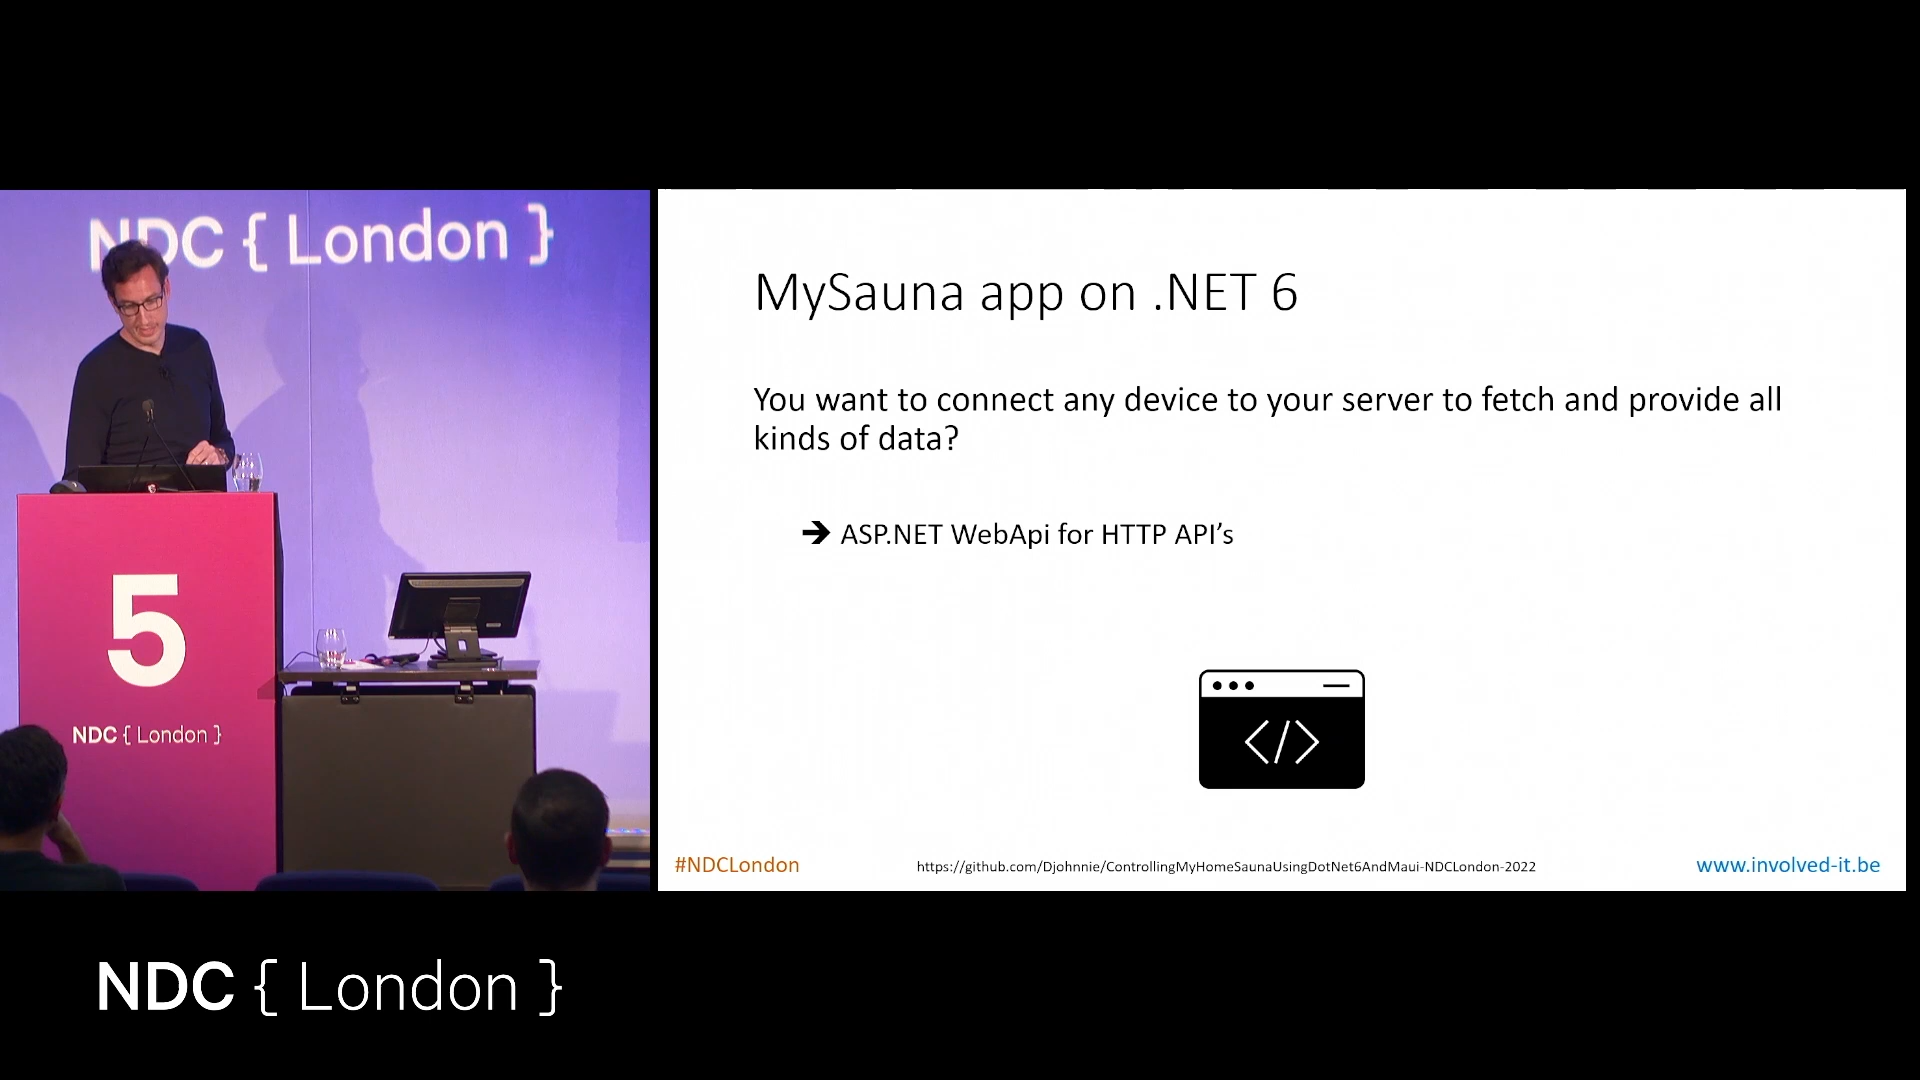 NDC { London }
5
NDC { London }
MySauna app on .NET 6
You want to connect any device to your server to fetch and provide all
kinds of data?
➔ ASP.NET WebApi for HTTP API’s
</>
#NDCLondon
https://github.com/Djohnnie/ControllingMyHomeSaunaUsingDotNet6AndMaui-NDCLondon-2022
www.involved-it.be
NDC { London }